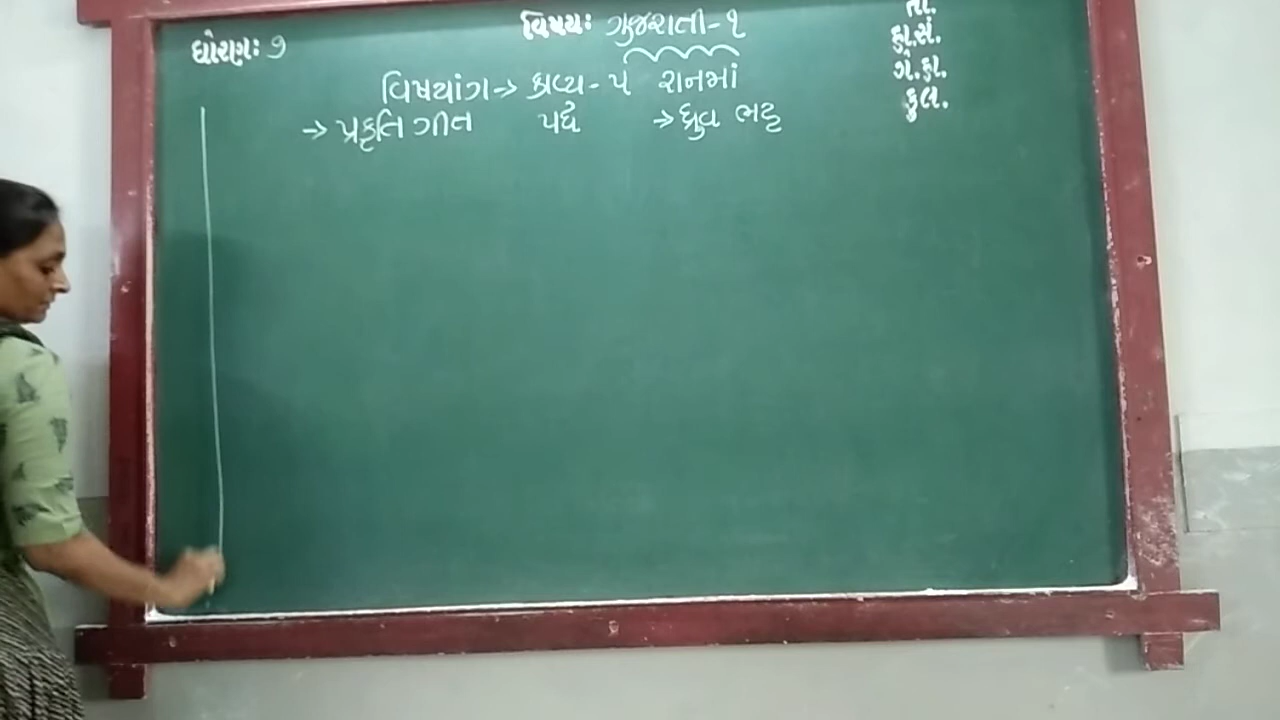 વિષયઃ ગુજરાતી-૧
ધોરણઃ ૭
વિષયાંગ → કાવ્ય - ૫ રાનમાં
→ પ્રકૃતિ ગીત પદ્ય → ધ્રુવ ભટ્ટ
તા.
હા.સં.
ગે.હા.
કુલ.